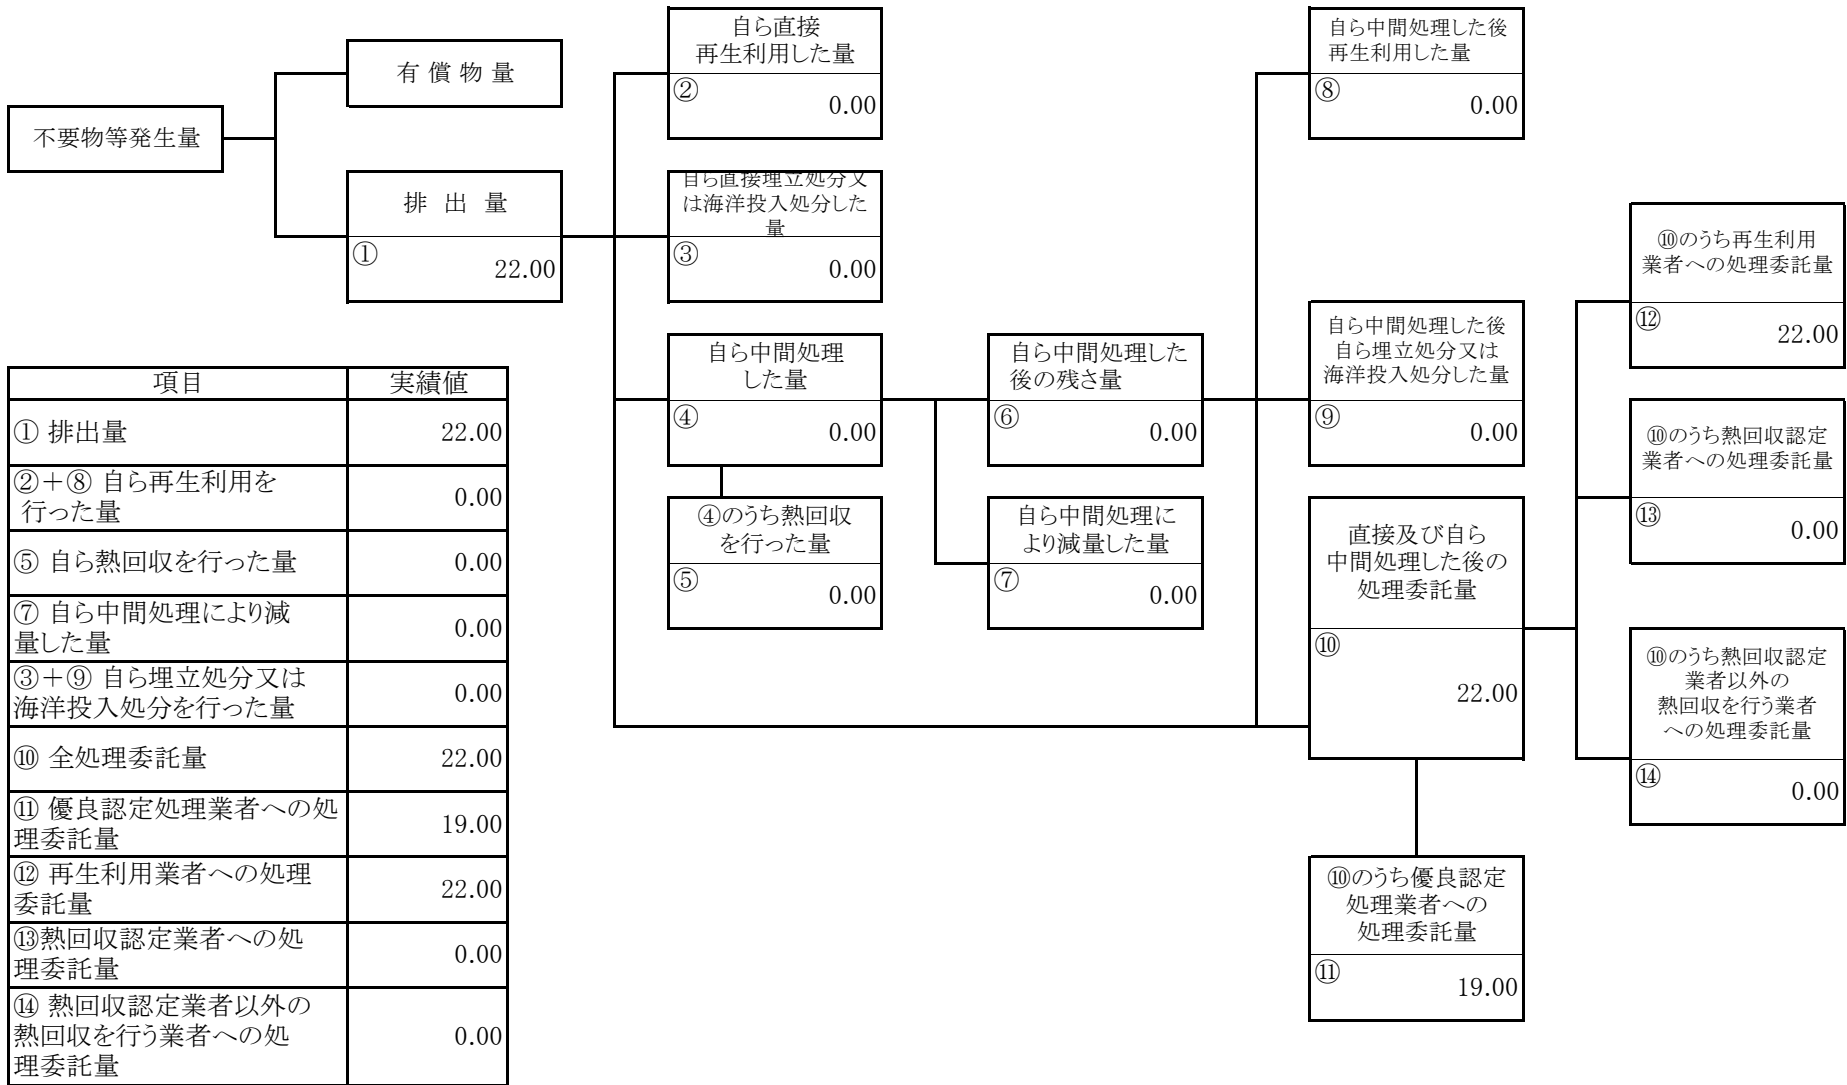 不要物等発生量
有 償 物 量
排 出 量
①
22.00
自ら直接
再生利用した量
②
0.00
自ら直接埋立処分又
は海洋投入処分した
量
③
0.00
自ら中間処理
した量
④
0.00
④のうち熱回収
を行った量
⑤
0.00
自ら中間処理した
後の残さ量
⑥
0.00
自ら中間処理に
より減量した量
⑦
0.00
自ら中間処理した後
再生利用した量
⑧
0.00
自ら中間処理した後
自ら埋立処分又は
海洋投入処分した量
⑨
0.00
直接及び自ら
中間処理した後の
処理委託量
⑩
22.00
⑩のうち優良認定
処理業者への
処理委託量
⑪
19.00
⑩のうち再生利用
業者への処理委託量
⑫
22.00
⑩のうち熱回収認定
業者への処理委託量
⑬
0.00
⑩のうち熱回収認定
業者以外の
熱回収を行う業者
への処理委託量
⑭
0.00
項目 実績値
① 排出量 22.00
②＋⑧ 自ら再生利用を
行った量 0.00
⑤ 自ら熱回収を行った量 0.00
⑦ 自ら中間処理により減
量した量 0.00
③＋⑨ 自ら埋立処分又は
海洋投入処分を行った量 0.00
⑩ 全処理委託量 22.00
⑪ 優良認定処理業者への処
理委託量 19.00
⑫ 再生利用業者への処理
委託量 22.00
⑬熱回収認定業者への処
理委託量 0.00
⑭ 熱回収認定業者以外の
熱回収を行う業者への処
理委託量 0.00